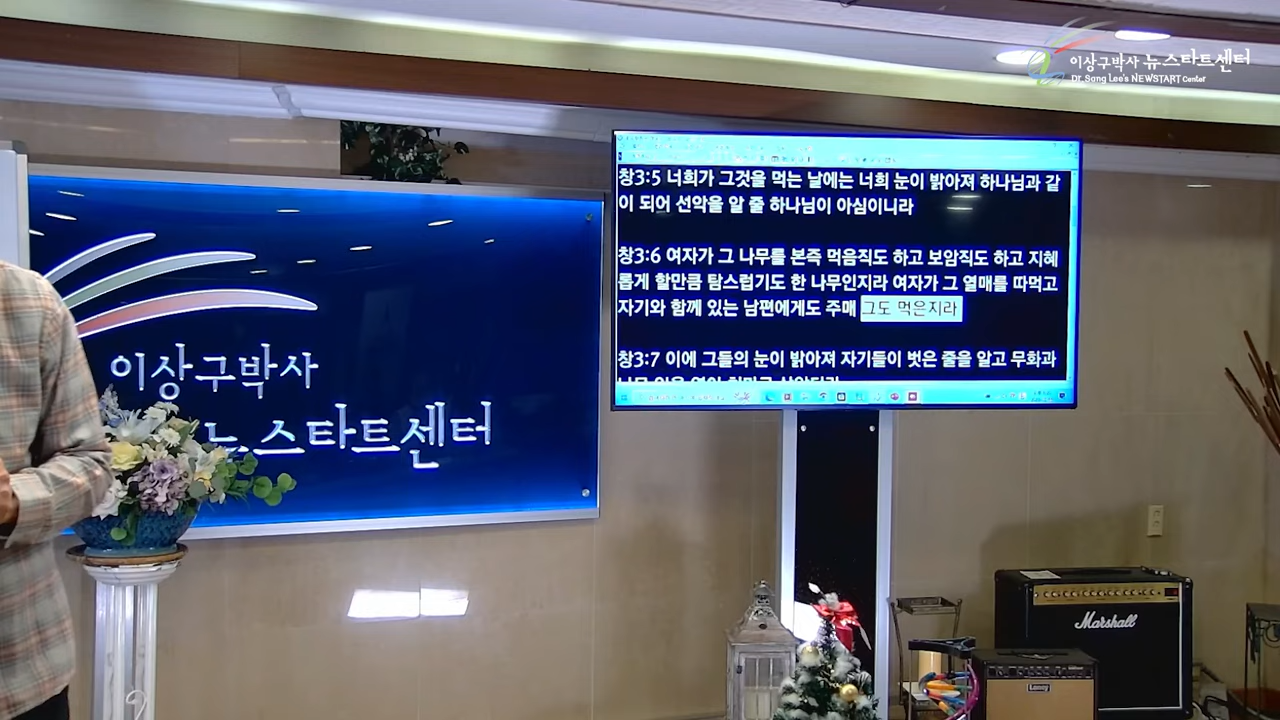 이상구박사 뉴스타트센터
Dr. Sang Lee's NEWSTART Center
창3:5 너희가 그것을 먹는 날에는 너희 눈이 밝아져 하나님과 같
이 되어 선악을 알 줄 하나님이 아심이니라
창3:6 여자가 그 나무를 본즉 먹음직도 하고 보암직도 하고 지혜
롭게 할만큼 탐스럽기도 한 나무인지라 여자가 그 열매를 따먹고
자기와 함께 있는 남편에게도 주매 그도 먹은지라
창3:7 이에 그들의 눈이 밝아져 자기들이 벗은 줄을 알고 무화과
이상구박사
뉴스타트센터
Marshall
Laney